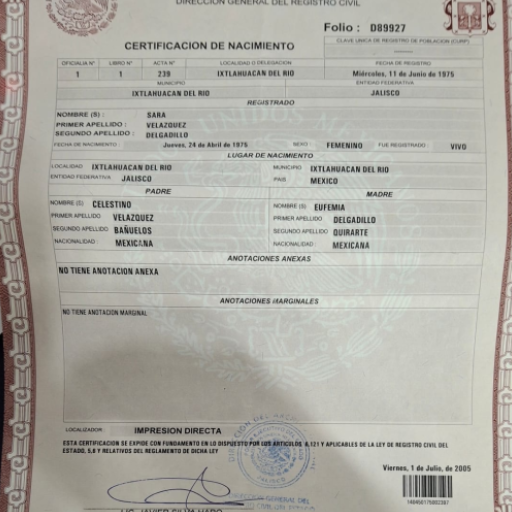 DIRECCION GENERAL DEL REGISTRO CIVIL
Folio : D89927
CERTIFICACION DE NACIMIENTO
CLAVE UNICA DE REGISTRO DE POBLACION (CURP)
OFICIALIA N° LIBRO N° ACTA N° LOCALIDAD O DELEGACION FECHA DE REGISTRO
1 1 239 IXTLAHUACAN DEL RIO Miércoles, 11 de Junio de 1975
MUNICIPIO ENTIDAD FEDERATIVA
IXTLAHUACAN DEL RIO JALISCO
REGISTRADO
NOMBRE (S) : SARA
PRIMER APELLIDO : VELAZQUEZ
SEGUNDO APELLIDO : DELGADILLO
FECHA DE NACIMIENTO : Jueves, 24 de Abril de 1975 SEXO FEMENINO FUE REGISTRADO : VIVO
LUGAR DE NACIMIENTO
LOCALIDAD IXTLAHUACAN DEL RIO MUNICIPIO IXTLAHUACAN DEL RIO
ENTIDAD FEDERATIVA JALISCO PAIS MEXICO
PADRE MADRE
NOMBRE (S) CELESTINO NOMBRE (S) EUFEMIA
PRIMER APELLIDO VELAZQUEZ PRIMER APELLIDO DELGADILLO
SEGUNDO APELLIDO BAÑUELOS SEGUNDO APELLIDO QUIRARTE
NACIONALIDAD MEXICANA NACIONALIDAD MEXICANA
ANOTACIONES ANEXAS
NO TIENE ANOTACION ANEXA
ANOTACIONES MARGINALES
NO TIENE ANOTACION MARGINAL
LOCALIZADOR: IMPRESION DIRECTA
ESTA CERTIFICACION SE EXPIDE CON FUNDAMENTO EN LO DISPUESTO POR LOS ARTICULOS 6,121 Y APLICABLES DE LA LEY DE REGISTRO CIVIL DEL
ESTADO, 5,8 Y RELATIVOS DEL REGLAMENTO DE DICHA LEY
Viernes, 1 de Julio, de 2005
DIRECCION GENERAL DEL